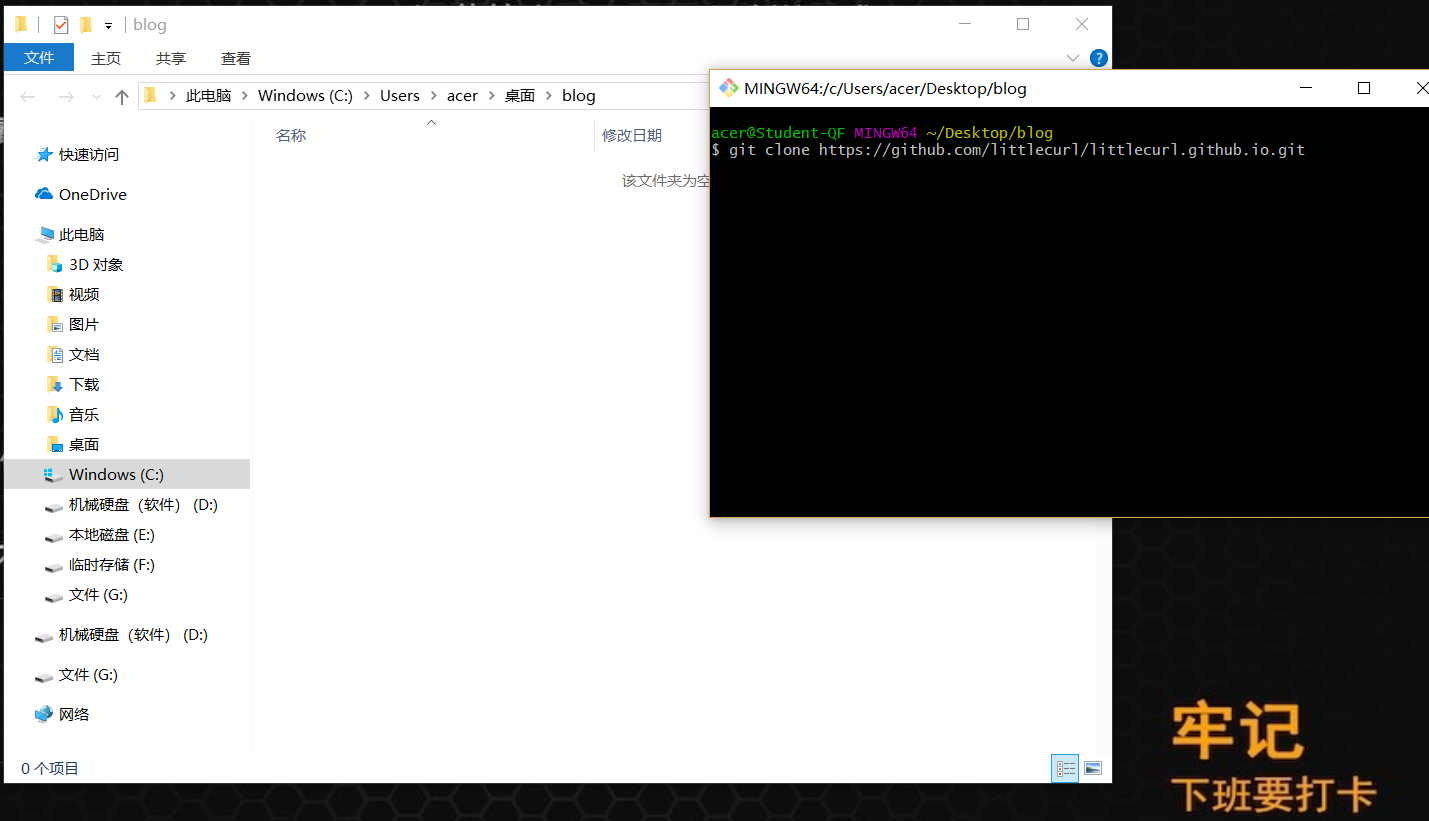 blog
文件 主页 共享 查看
此电脑 Windows (C:) Users acer 桌面 blog
名称 修改日期
该文件夹为空
快速访问
OneDrive
此电脑
3D 对象
视频
图片
文档
下载
音乐
桌面
Windows (C:)
机械硬盘（软件） (D:)
本地磁盘 (E:)
临时存储 (F:)
文件 (G:)
机械硬盘（软件） (D:)
文件 (G:)
网络
0 个项目
MINGW64:/c/Users/acer/Desktop/blog
acer@Student-QF MINGW64 ~/Desktop/blog
$ git clone https://github.com/littlecurl/littlecurl.github.io.git
牢记
下班要打卡